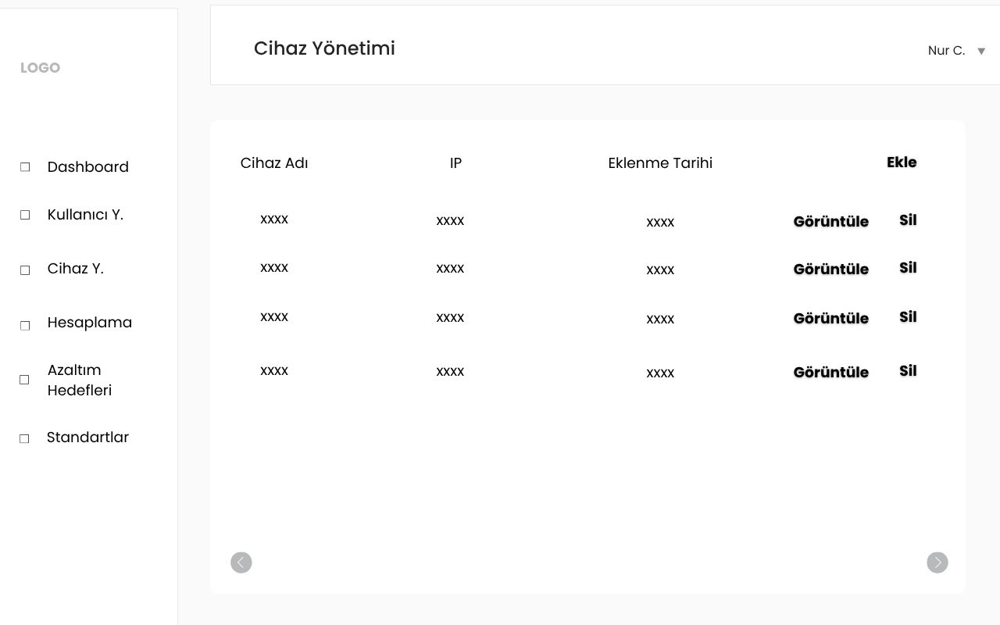 Cihaz Yönetimi
Nur C. ▼
LOGO
Dashboard
Kullanıcı Y.
Cihaz Y.
Hesaplama
Azaltım
Hedefleri
Standartlar
Cihaz Adı IP Eklenme Tarihi Ekle
xxxx xxxx xxxx Görüntüle Sil
xxxx xxxx xxxx Görüntüle Sil
xxxx xxxx xxxx Görüntüle Sil
xxxx xxxx xxxx Görüntüle Sil